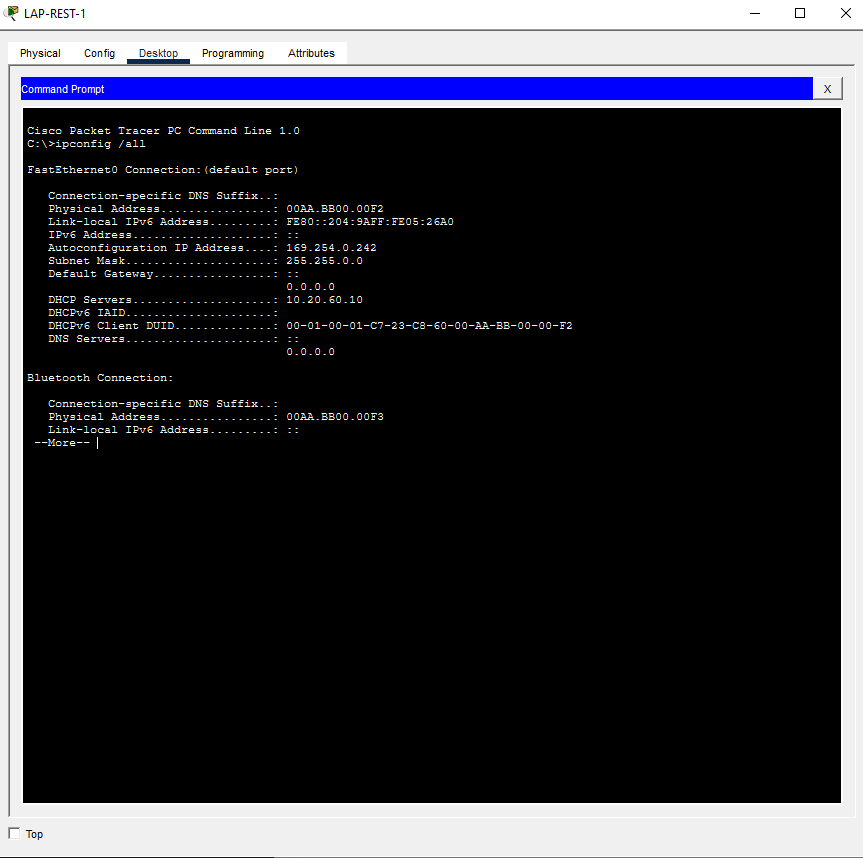 LAP-REST-1
Physical Config Desktop Programming Attributes
Command Prompt X
Cisco Packet Tracer PC Command Line 1.0
C:\>ipconfig /all
FastEthernet0 Connection:(default port)
Connection-specific DNS Suffix..:
Physical Address................: 00AA.BB00.00F2
Link-local IPv6 Address.........: FE80::204:9AFF:FE05:26A0
IPv6 Address....................: ::
Autoconfiguration IP Address....: 169.254.0.242
Subnet Mask.....................: 255.255.0.0
Default Gateway.................: ::
0.0.0.0
DHCP Servers....................: 10.20.60.10
DHCPv6 IAID.....................:
DHCPv6 Client DUID..............: 00-01-00-01-C7-23-C8-60-00-AA-BB-00-00-F2
DNS Servers.....................: ::
0.0.0.0
Bluetooth Connection:
Connection-specific DNS Suffix..:
Physical Address................: 00AA.BB00.00F3
Link-local IPv6 Address.........: ::
--More--
Top